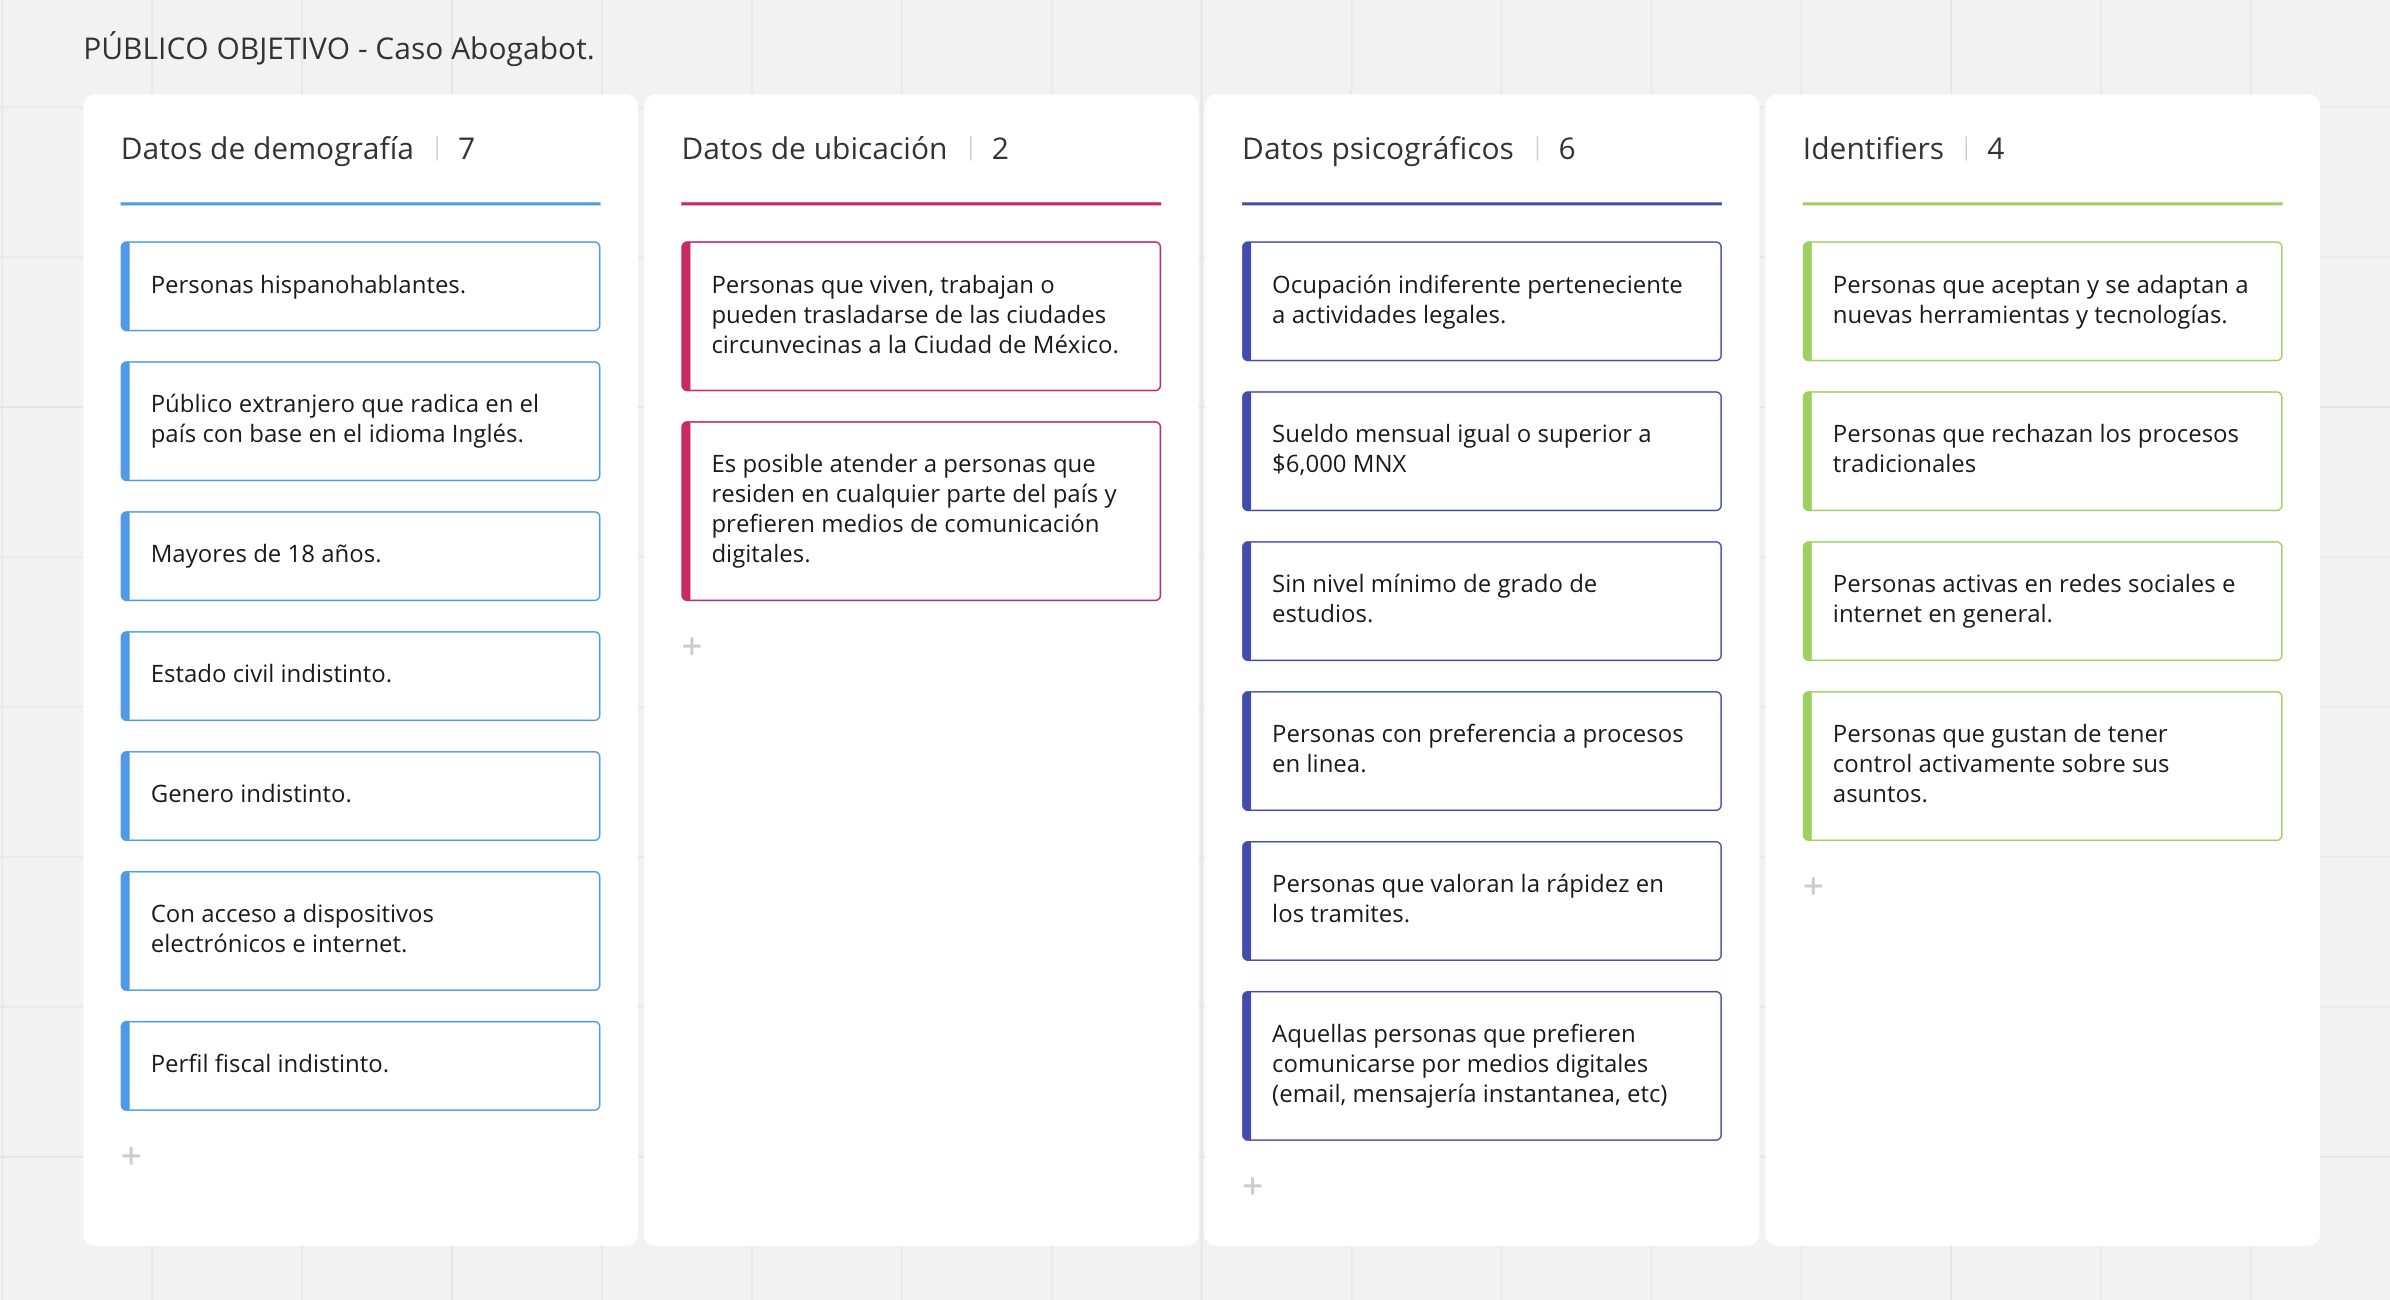 PÚBLICO OBJETIVO - Caso Abogabot.
Datos de demografía | 7
Personas hispanohablantes.
Público extranjero que radica en el
país con base en el idioma Inglés.
Mayores de 18 años.
Estado civil indistinto.
Genero indistinto.
Con acceso a dispositivos
electrónicos e internet.
Perfil fiscal indistinto.
+
Datos de ubicación | 2
Personas que viven, trabajan o
pueden trasladarse de las ciudades
circunvecinas a la Ciudad de México.
Es posible atender a personas que
residen en cualquier parte del país y
prefieren medios de comunicación
digitales.
+
Datos psicográficos | 6
Ocupación indiferente perteneciente
a actividades legales.
Sueldo mensual igual o superior a
$6,000 MNX
Sin nivel mínimo de grado de
estudios.
Personas con preferencia a procesos
en linea.
Personas que valoran la rápidez en
los tramites.
Aquellas personas que prefieren
comunicarse por medios digitales
(email, mensajería instantanea, etc)
+
Identifiers | 4
Personas que aceptan y se adaptan a
nuevas herramientas y tecnologías.
Personas que rechazan los procesos
tradicionales
Personas activas en redes sociales e
internet en general.
Personas que gustan de tener
control activamente sobre sus
asuntos.
+